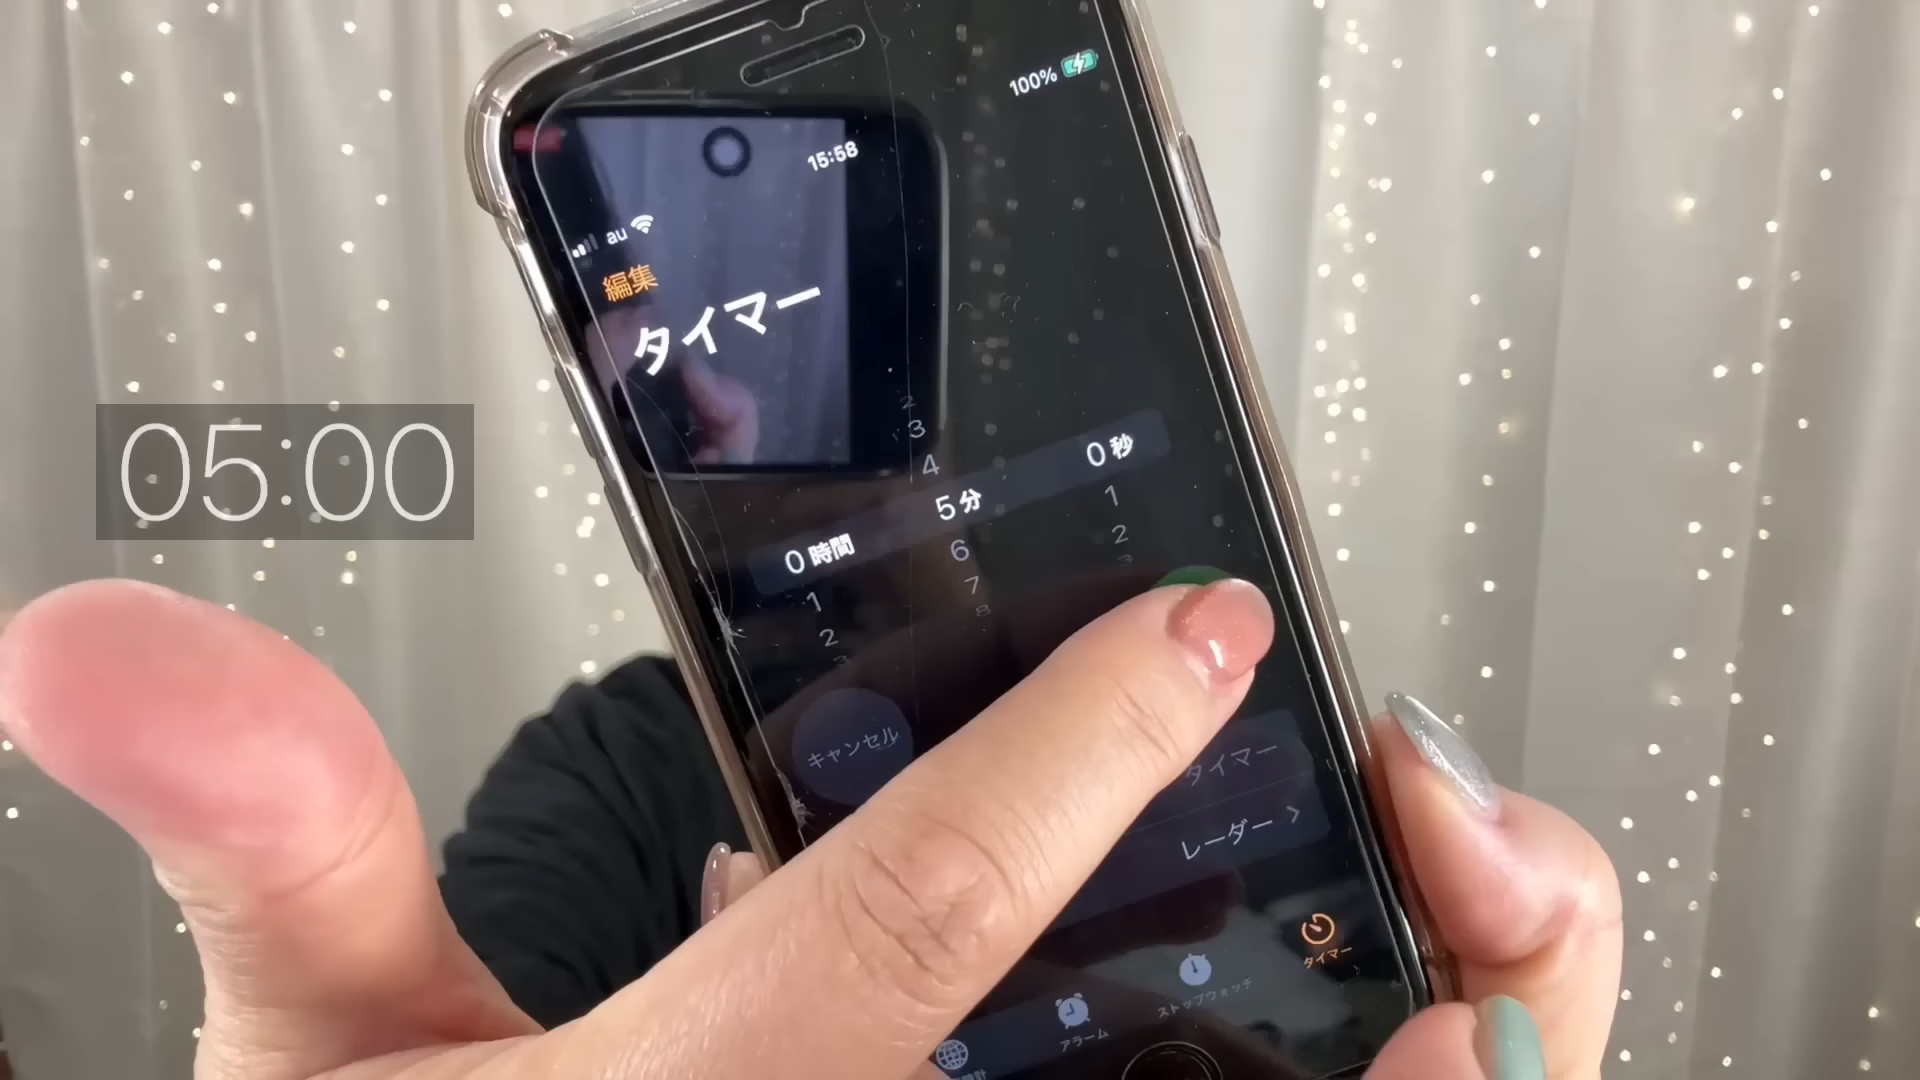 100%
15:58
au
編集
タイマー
05:00
2
3
4
0 時間 5 分 0 秒
1 6 1
2 7 2
3 8 3
キャンセル
タイマー
レーダー
タイマー
ストップウォッチ
アラーム